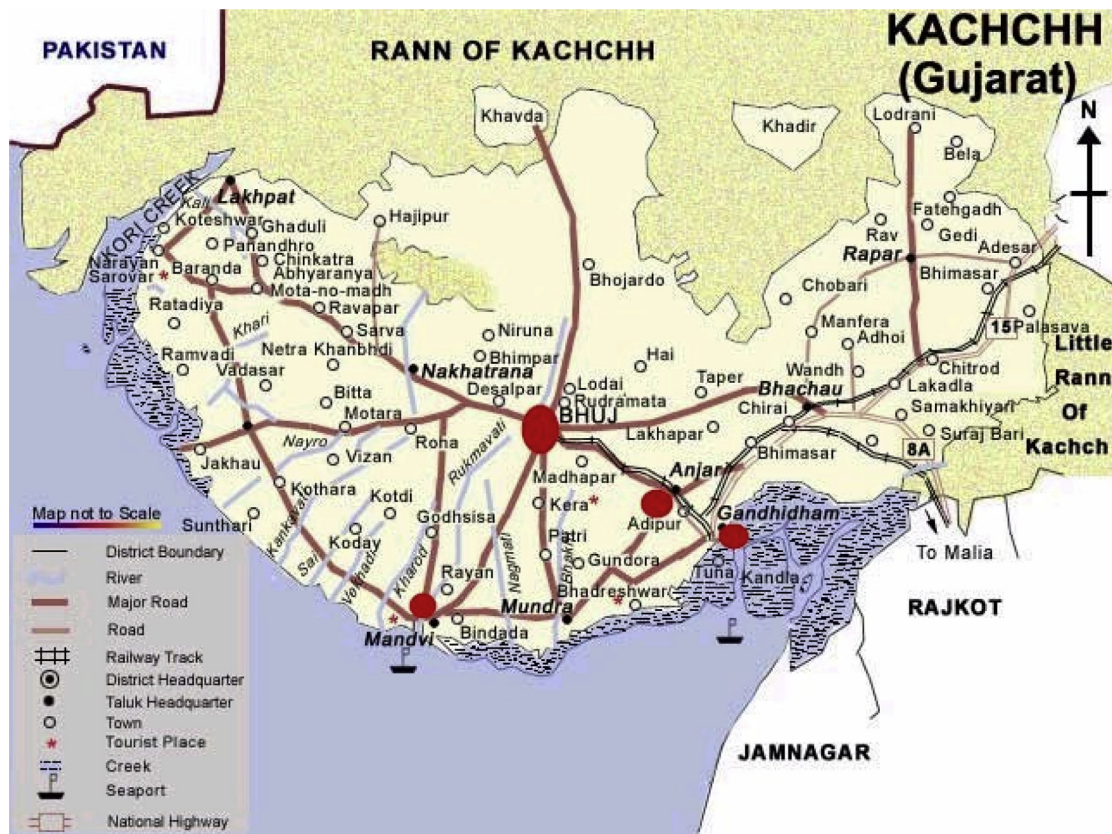 PAKISTAN
RANN OF KACHCHH
KACHCHH
(Gujarat)
N
Khavda
Khadir
Lodrani
Bela
KORI CREEK
Kali
Lakhpat
Koteshwar
Ghaduli
Hajipur
Fatehgadh
Rav
Gedi
Adesar
Panandhro
Narayan
Sarovar
Baranda
Chinkatra
Abhyaranya
Rapar
Bhimasar
Bhojardo
Mota-no-madh
Chobari
Ratadiya
Ravapar
Khari
Sarva
Niruna
Manfera
Adhoi
15
Palasava
Little
Rann
Of
Kachch
Ramvadi
Netra
Khanbhdi
Bhimpar
Hai
Wandh
Chitrod
Vadasar
Nakhatrana
Bitta
Desalpar
Lodai
Rudramata
Taper
Bhachau
Lakadla
Motara
BHUJ
Chirai
Samakhiyari
Nayro
Roha
Rukmavati
Lakhapar
Suraj Bari
8A
Jakhau
Vizan
Madhapar
Anjar
Bhimasar
Kothara
Kotdi
Kera
Map not to Scale
Sunthari
Kankavati
Koday
Godhsisa
Adipur
Gandhidham
Sari
Kharod
Nagmati
Patri
Gundora
To Malia
Rayan
Bhadreshwar
Tuna
Kandla
Mundra
RAJKOT
Mandvi
Bindada
JAMNAGAR
District Boundary
River
Major Road
Road
Railway Track
District Headquarter
Taluk Headquarter
Town
Tourist Place
Creek
Seaport
National Highway